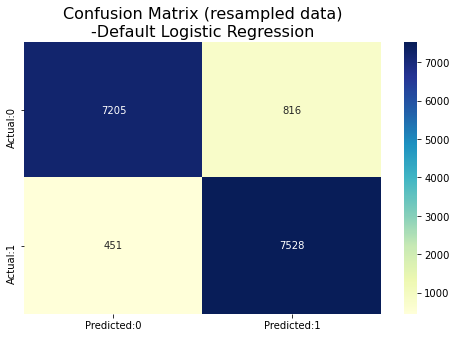 Confusion Matrix (resampled data)
-Default Logistic Regression
Actual:0
7205
816
Actual:1
451
7528
Predicted:0
Predicted:1
7000
6000
5000
4000
3000
2000
1000